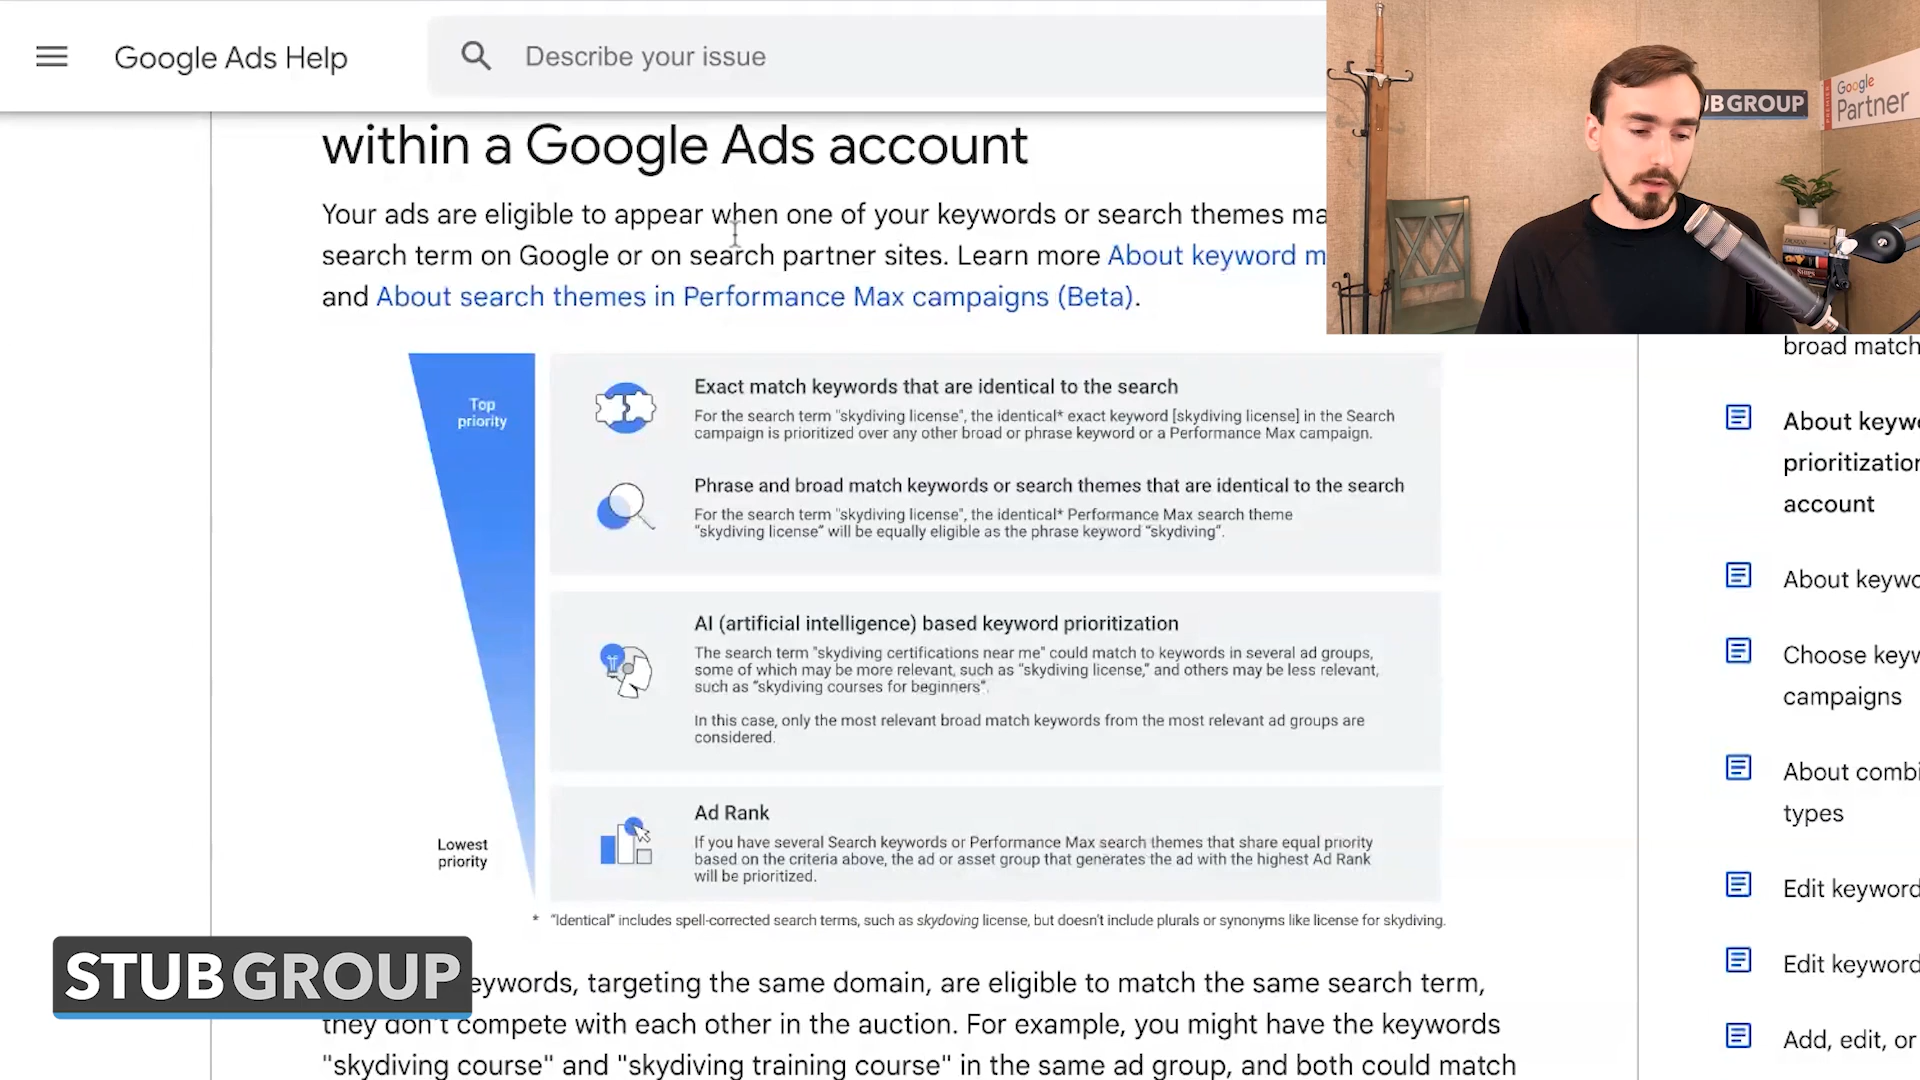 Google Ads Help
Describe your issue
UB GROUP
PREMIER
Google
Partner
within a Google Ads account
Your ads are eligible to appear when one of your keywords or search themes
search term on Google or on search partner sites. Learn more About keyword
and About search themes in Performance Max campaigns (Beta).
Top
priority
Exact match keywords that are identical to the search
For the search term "skydiving license", the identical* exact keyword [skydiving license] in the Search
campaign is prioritized over any other broad or phrase keyword or a Performance Max campaign.
Phrase and broad match keywords or search themes that are identical to the search
For the search term "skydiving license", the identical* Performance Max search theme
"skydiving license" will be equally eligible as the phrase keyword "skydiving".
AI (artificial intelligence) based keyword prioritization
The search term "skydiving certifications near me" could match to keywords in several ad groups,
some of which may be more relevant, such as "skydiving license," and others may be less relevant,
such as "skydiving courses for beginners".
In this case, only the most relevant broad match keywords from the most relevant ad groups are
considered.
Lowest
priority
Ad Rank
If you have several Search keywords or Performance Max search themes that share equal priority
based on the criteria above, the ad or asset group that generates the ad with the highest Ad Rank
will be prioritized.
* "Identical" includes spell-corrected search terms, such as skydoving license, but doesn't include plurals or synonyms like license for skydiving.
STUB GROUP
eywords, targeting the same domain, are eligible to match the same search term,
they don't compete with each other in the auction. For example, you might have the keywords
"skydiving course" and "skydiving training course" in the same ad group, and both could match
broad match
About keyw
prioritization
account
About keywo
Choose keyw
campaigns
About combi
types
Edit keyword
Edit keyword
Add, edit, or